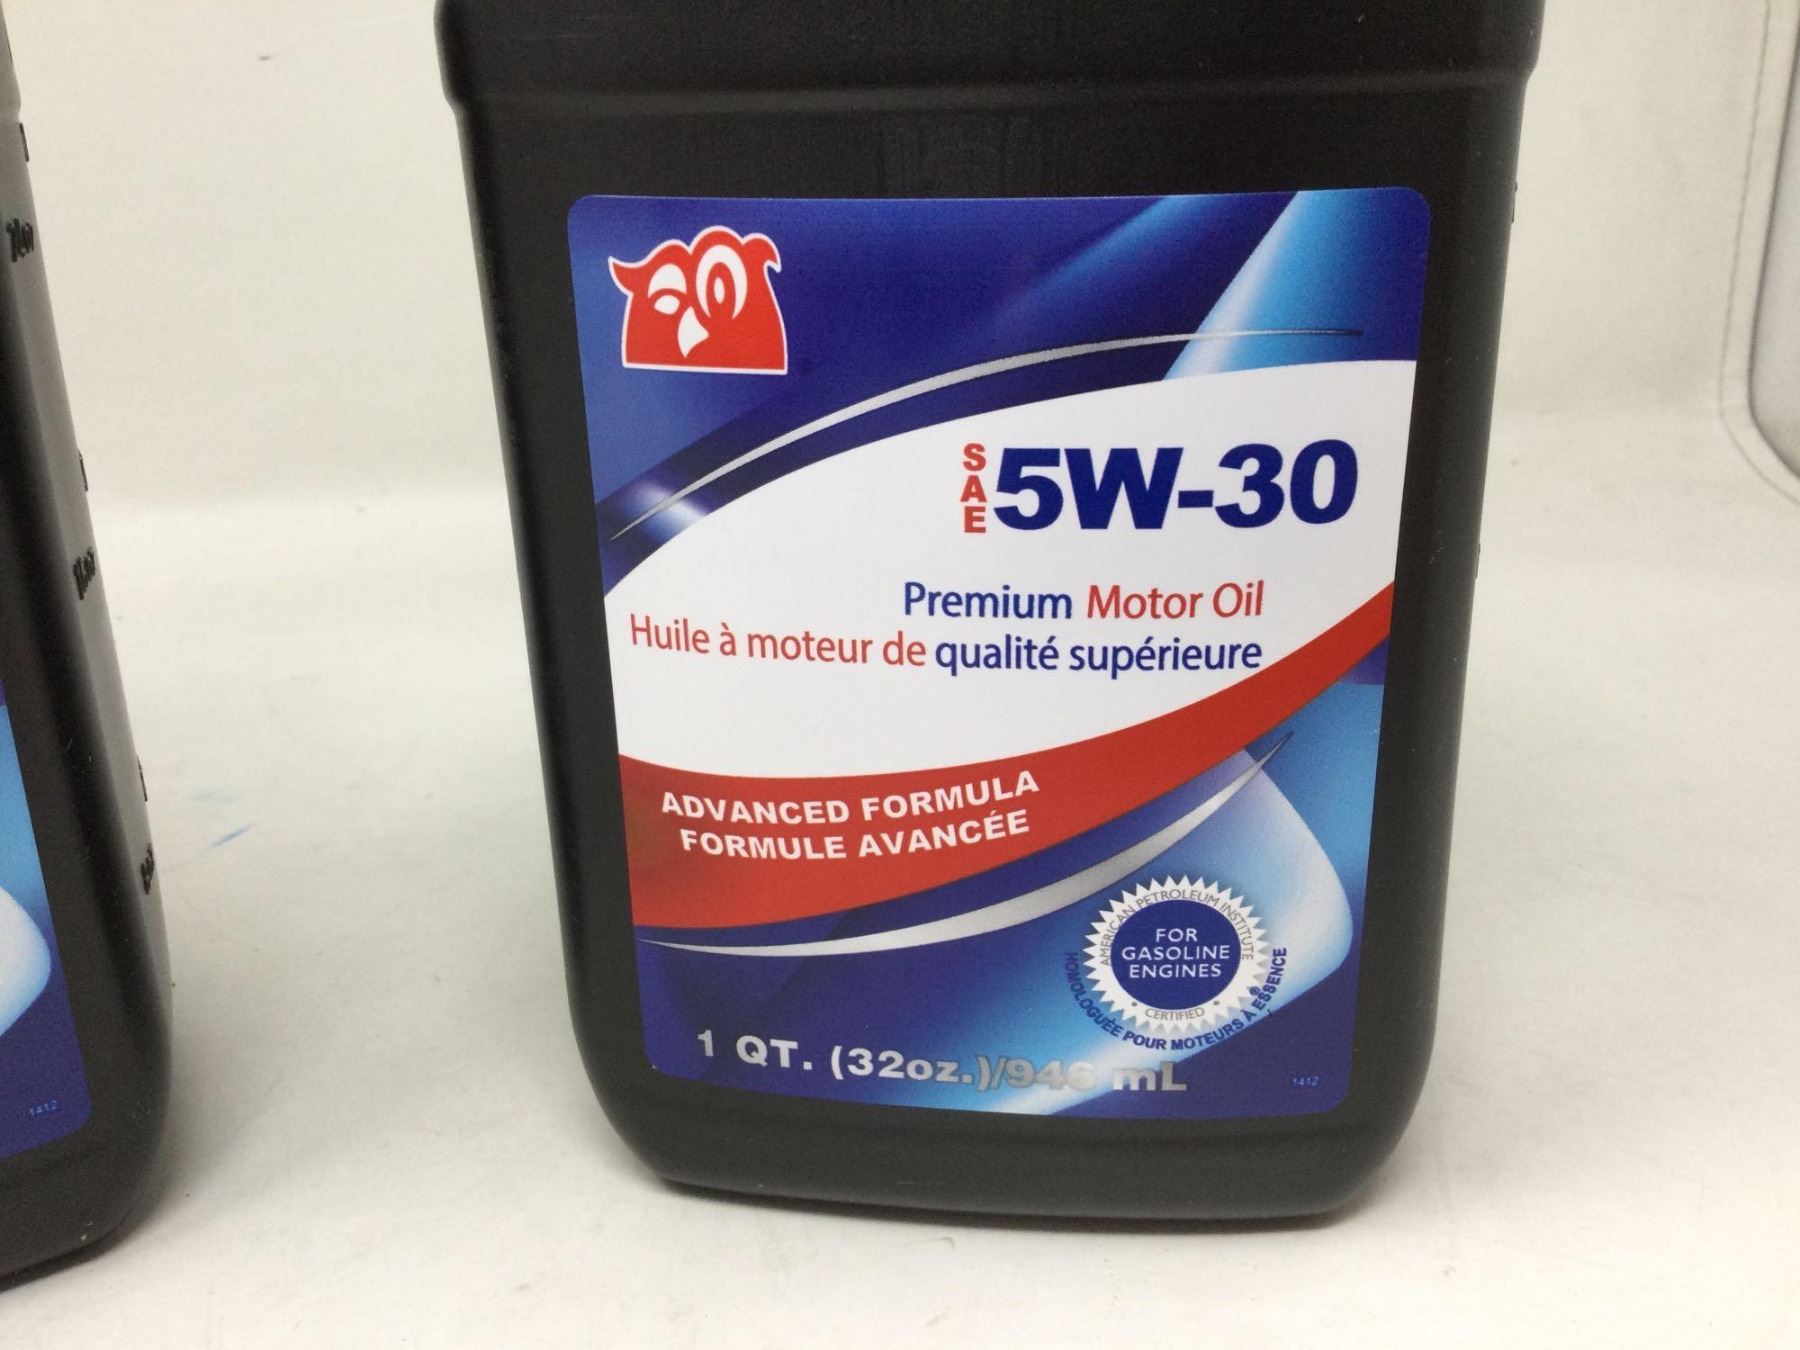 SAE 5W-30
Premium Motor Oil
Huile à moteur de qualité supérieure
ADVANCED FORMULA
FORMULE AVANCÉE
AMERICAN PETROLEUM INSTITUTE
FOR
GASOLINE
ENGINES
CERTIFIED
HOMOLOGUÉE POUR MOTEURS À ESSENCE
1 QT. (32oz.)/946 mL
1412
1412